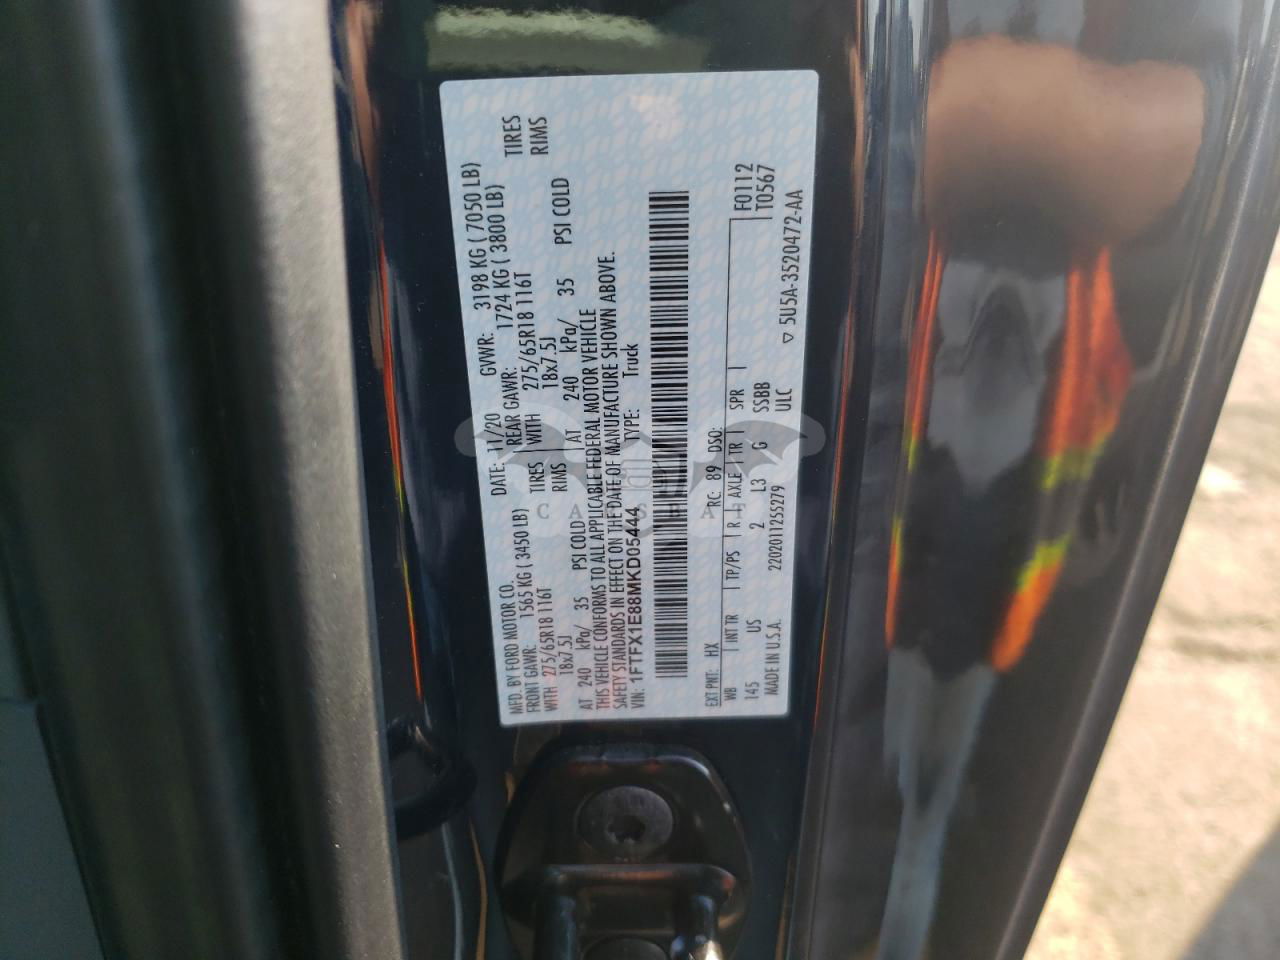 MFD. BY FORD MOTOR CO.
DATE: 11/20 GVWR: 3198 KG ( 7050 LB)
FRONT GAWR: 1565 KG ( 3450 LB) REAR GAWR: 1724 KG ( 3800 LB)
WITH 275/65R18 116T TIRES WITH 275/65R18 116T TIRES
18x7.5J RIMS 18x7.5J RIMS
AT 240 kPa/ 35 PSI COLD AT 240 kPa/ 35 PSI COLD
THIS VEHICLE CONFORMS TO ALL APPLICABLE FEDERAL MOTOR VEHICLE
SAFETY STANDARDS IN EFFECT ON THE DATE OF MANUFACTURE SHOWN ABOVE.
VIN: 1FTFX1E88MKD05444 TYPE: Truck
EXT PNT: HX RC: 89 DSO: F0112
WB INT TR TP/PS R AXLE TR SPR T0567
145 US 2 L3 G SSBB
MADE IN U.S.A. 2202011255279 ULC ▽ 5U5A-3520472-AA